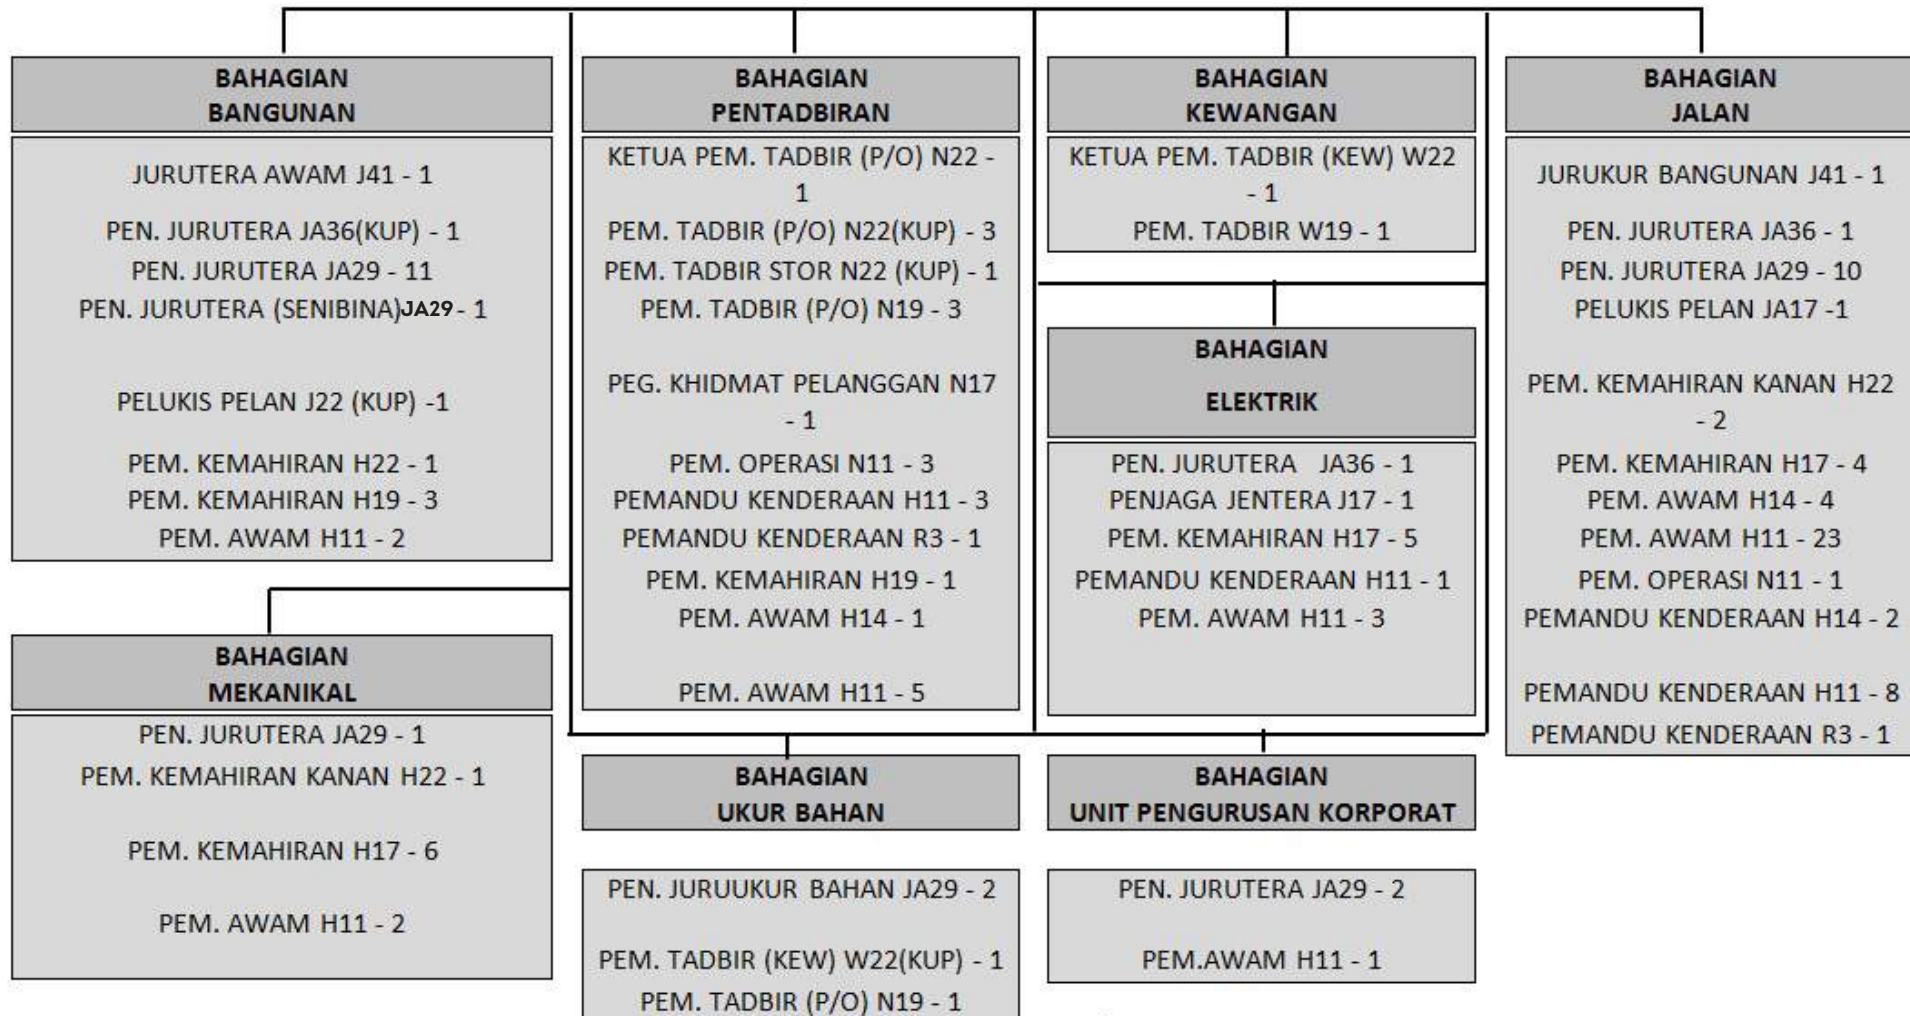 BAHAGIAN
BANGUNAN
JURUTERA AWAM J41 - 1
PEN. JURUTERA JA36(KUP) - 1
PEN. JURUTERA JA29 - 11
PEN. JURUTERA (SENIBINA)JA29 - 1
PELUKIS PELAN J22 (KUP) -1
PEM. KEMAHIRAN H22 - 1
PEM. KEMAHIRAN H19 - 3
PEM. AWAM H11 - 2
BAHAGIAN
PENTADBIRAN
KETUA PEM. TADBIR (P/O) N22 -
1
PEM. TADBIR (P/O) N22(KUP) - 3
PEM. TADBIR STOR N22 (KUP) - 1
PEM. TADBIR (P/O) N19 - 3
PEG. KHIDMAT PELANGGAN N17
- 1
PEM. OPERASI N11 - 3
PEMANDU KENDERAAN H11 - 3
PEMANDU KENDERAAN R3 - 1
PEM. KEMAHIRAN H19 - 1
PEM. AWAM H14 - 1
PEM. AWAM H11 - 5
BAHAGIAN
KEWANGAN
KETUA PEM. TADBIR (KEW) W22
- 1
PEM. TADBIR W19 - 1
BAHAGIAN
ELEKTRIK
PEN. JURUTERA JA36 - 1
PENJAGA JENTERA J17 - 1
PEM. KEMAHIRAN H17 - 5
PEMANDU KENDERAAN H11 - 1
PEM. AWAM H11 - 3
BAHAGIAN
JALAN
JURUKUR BANGUNAN J41 - 1
PEN. JURUTERA JA36 - 1
PEN. JURUTERA JA29 - 10
PELUKIS PELAN JA17 -1
PEM. KEMAHIRAN KANAN H22
- 2
PEM. KEMAHIRAN H17 - 4
PEM. AWAM H14 - 4
PEM. AWAM H11 - 23
PEM. OPERASI N11 - 1
PEMANDU KENDERAAN H14 - 2
PEMANDU KENDERAAN H11 - 8
PEMANDU KENDERAAN R3 - 1
BAHAGIAN
MEKANIKAL
PEN. JURUTERA JA29 - 1
PEM. KEMAHIRAN KANAN H22 - 1
PEM. KEMAHIRAN H17 - 6
PEM. AWAM H11 - 2
BAHAGIAN
UKUR BAHAN
PEN. JURUUKUR BAHAN JA29 - 2
PEM. TADBIR (KEW) W22(KUP) - 1
PEM. TADBIR (P/O) N19 - 1
BAHAGIAN
UNIT PENGURUSAN KORPORAT
PEN. JURUTERA JA29 - 2
PEM.AWAM H11 - 1